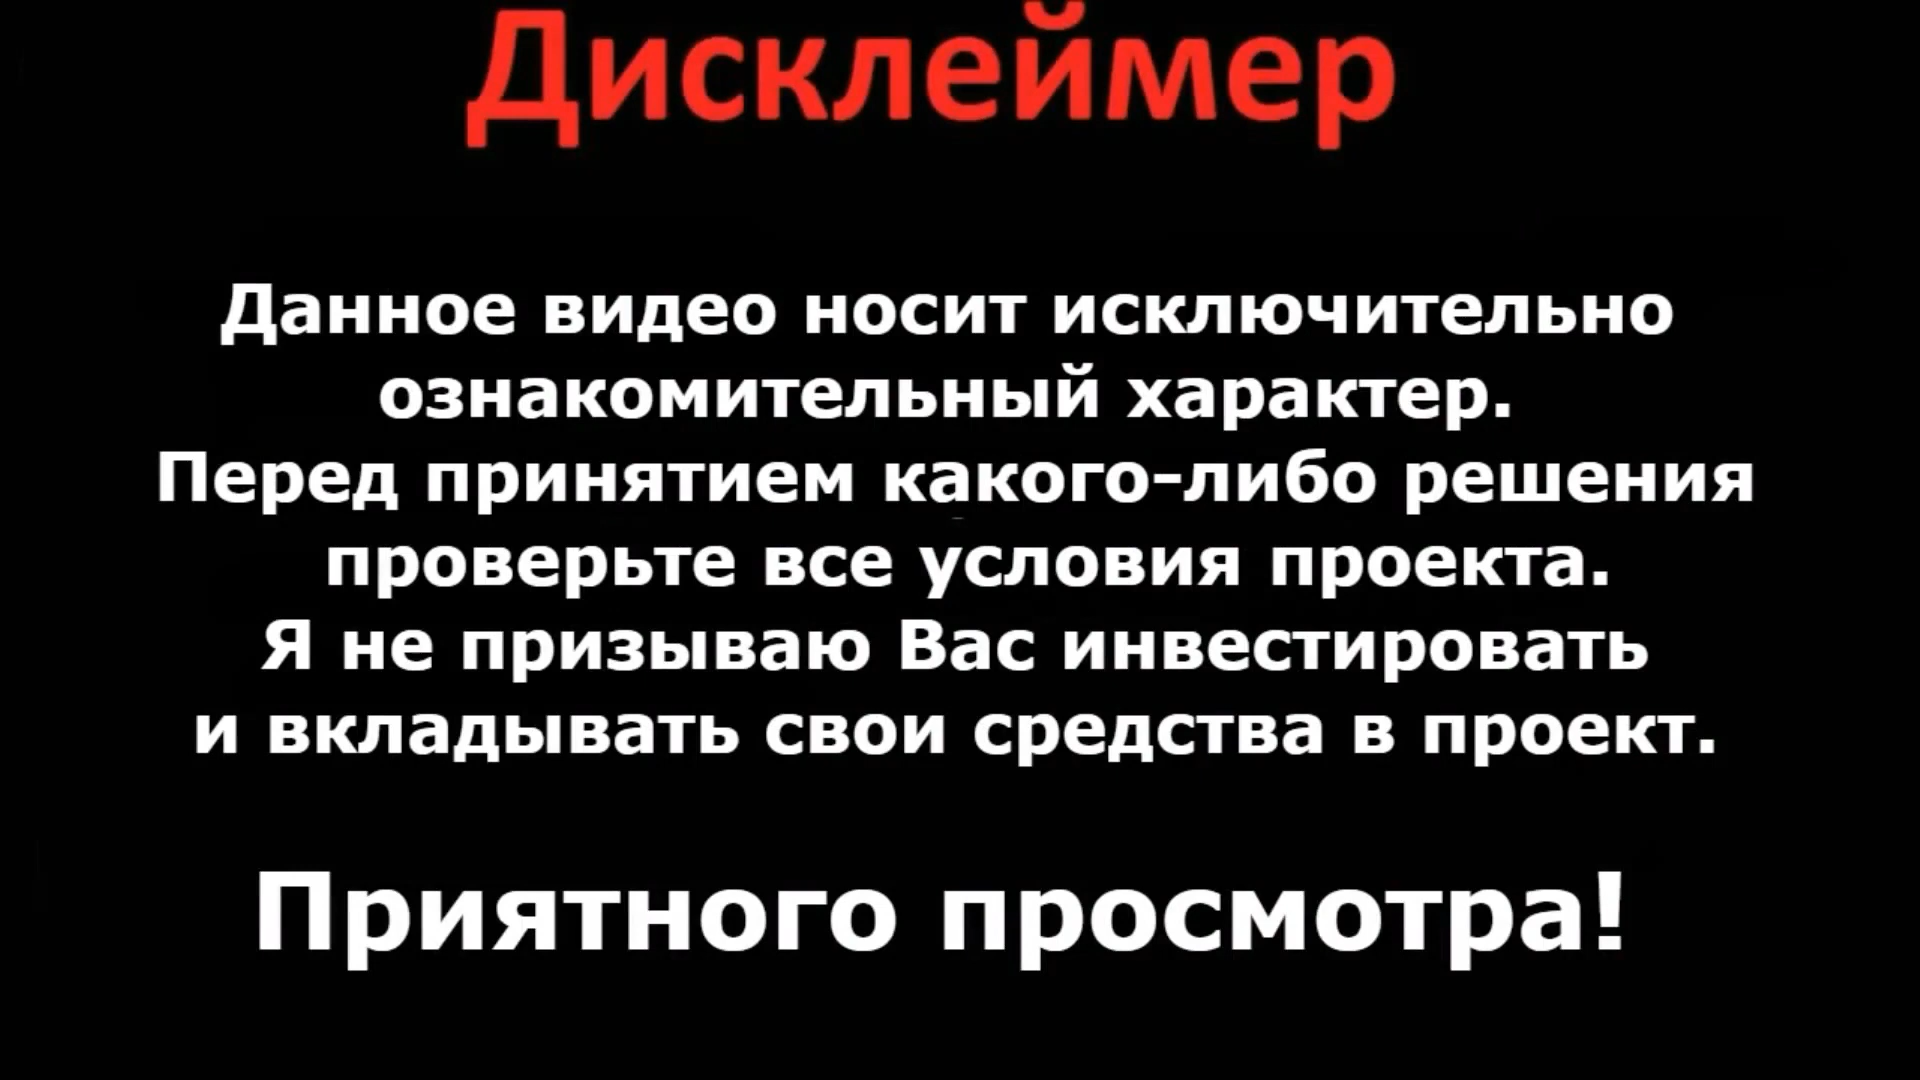 Дисклеймер
Данное видео носит исключительно
ознакомительный характер.
Перед принятием какого-либо решения
проверьте все условия проекта.
Я не призываю Вас инвестировать
и вкладывать свои средства в проект.
Приятного просмотра!